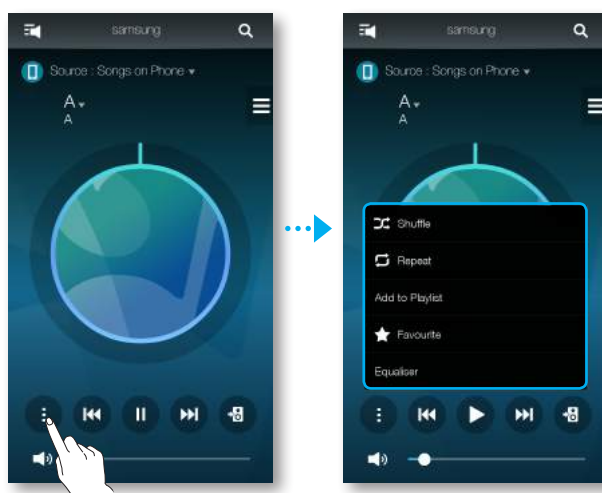 samsung
Source : Songs on Phone
A
A
samsung
Source : Songs on Phone
A
A
Shuffle
Repeat
Add to Playlist
Favourite
Equaliser